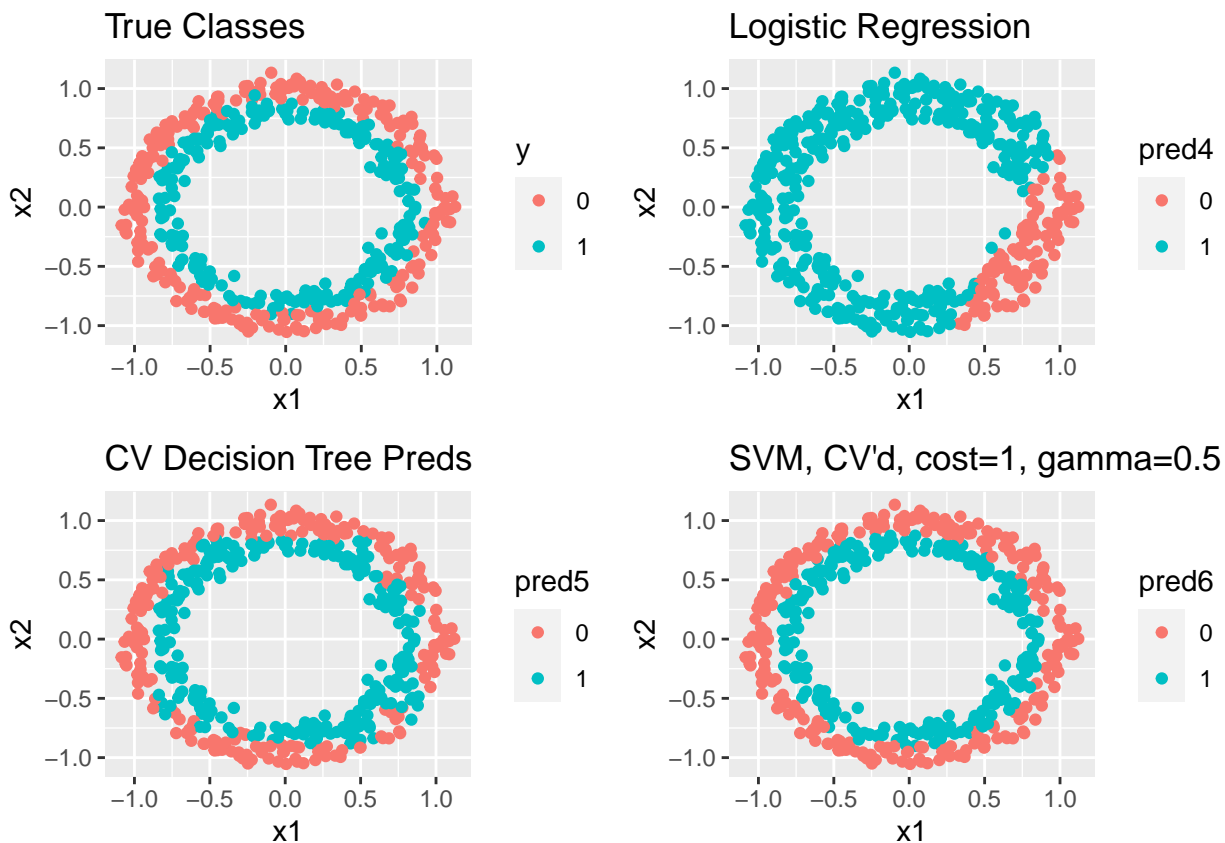 True Classes
1.0
0.5
0.0
−0.5
−1.0
x2
−1.0 −0.5 0.0 0.5 1.0
x1
y
0
1
Logistic Regression
1.0
0.5
0.0
−0.5
−1.0
x2
−1.0 −0.5 0.0 0.5 1.0
x1
pred4
0
1
CV Decision Tree Preds
1.0
0.5
0.0
−0.5
−1.0
x2
−1.0 −0.5 0.0 0.5 1.0
x1
pred5
0
1
SVM, CV'd, cost=1, gamma=0.5
1.0
0.5
0.0
−0.5
−1.0
x2
−1.0 −0.5 0.0 0.5 1.0
x1
pred6
0
1